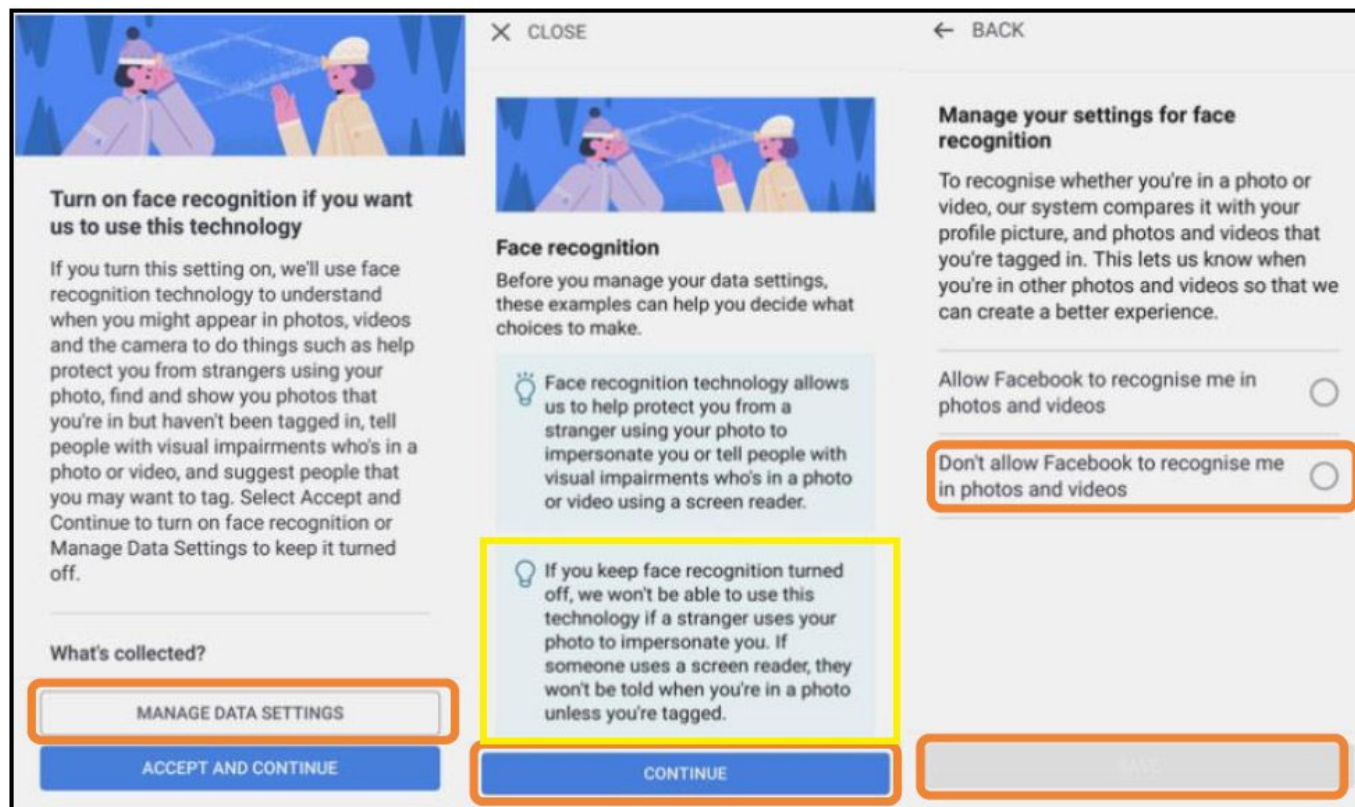 Turn on face recognition if you want
us to use this technology
If you turn this setting on, we'll use face
recognition technology to understand
when you might appear in photos, videos
and the camera to do things such as help
protect you from strangers using your
photo, find and show you photos that
you're in but haven't been tagged in, tell
people with visual impairments who's in a
photo or video, and suggest people that
you may want to tag. Select Accept and
Continue to turn on face recognition or
Manage Data Settings to keep it turned
off.
What's collected?
MANAGE DATA SETTINGS
ACCEPT AND CONTINUE
CLOSE
Face recognition
Before you manage your data settings,
these examples can help you decide what
choices to make.
Face recognition technology allows
us to help protect you from a
stranger using your photo to
impersonate you or tell people with
visual impairments who's in a photo
or video using a screen reader.
If you keep face recognition turned
off, we won't be able to use this
technology if a stranger uses your
photo to impersonate you. If
someone uses a screen reader, they
won't be told when you're in a photo
unless you're tagged.
CONTINUE
BACK
Manage your settings for face
recognition
To recognise whether you're in a photo or
video, our system compares it with your
profile picture, and photos and videos that
you're tagged in. This lets us know when
you're in other photos and videos so that we
can create a better experience.
Allow Facebook to recognise me in
photos and videos
Don't allow Facebook to recognise me
in photos and videos
SAVE